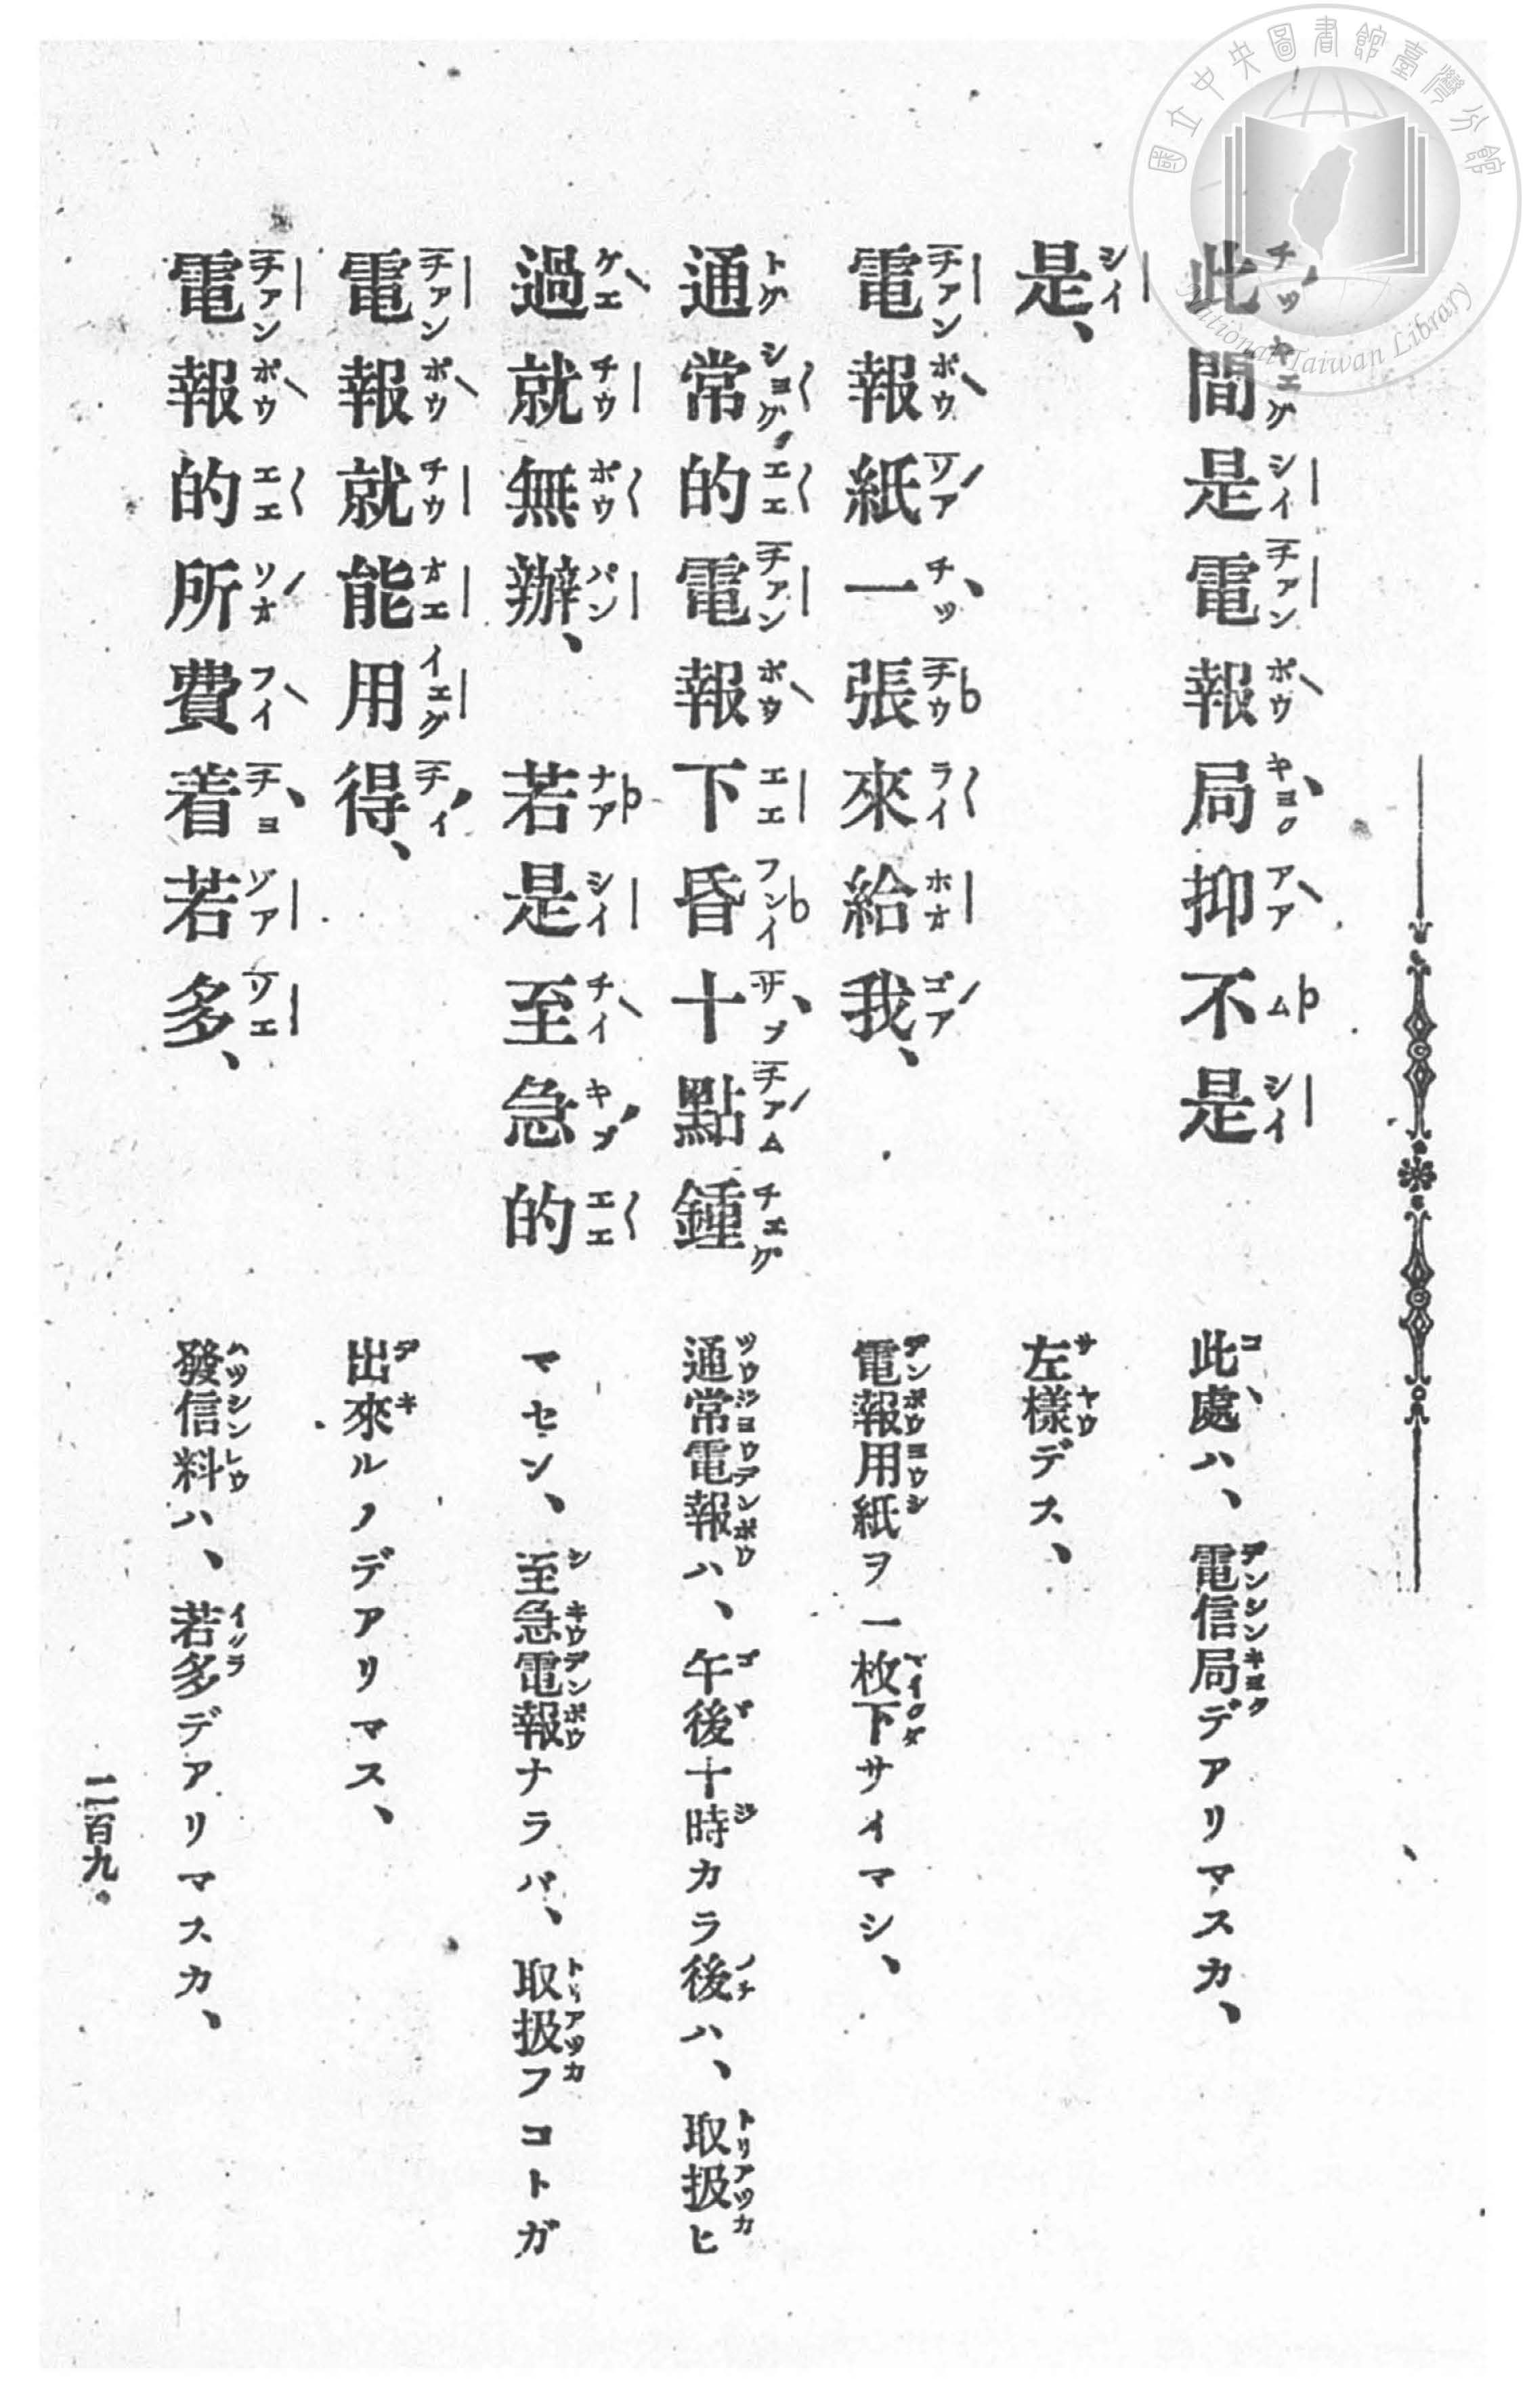 此間是電報局抑不是
此處ハ、電信局デアリマスカ、
是、
左樣デス、
電報紙一張來給我、
電報用紙ヲ一枚下サイマシ、
通常的電報下昏十點鍾
過就無辦、若是至急的
電報就能用得、
通常電報ハ、午後十時カラ後ハ、取扱ヒ
マセン、至急電報ナラバ、取扱フコトガ
出來ルノデアリマス、
電報的所費着若多、
發信料ハ、若多デアリマスカ、
二百九
國立中央圖書館臺灣分館
National Taiwan Library